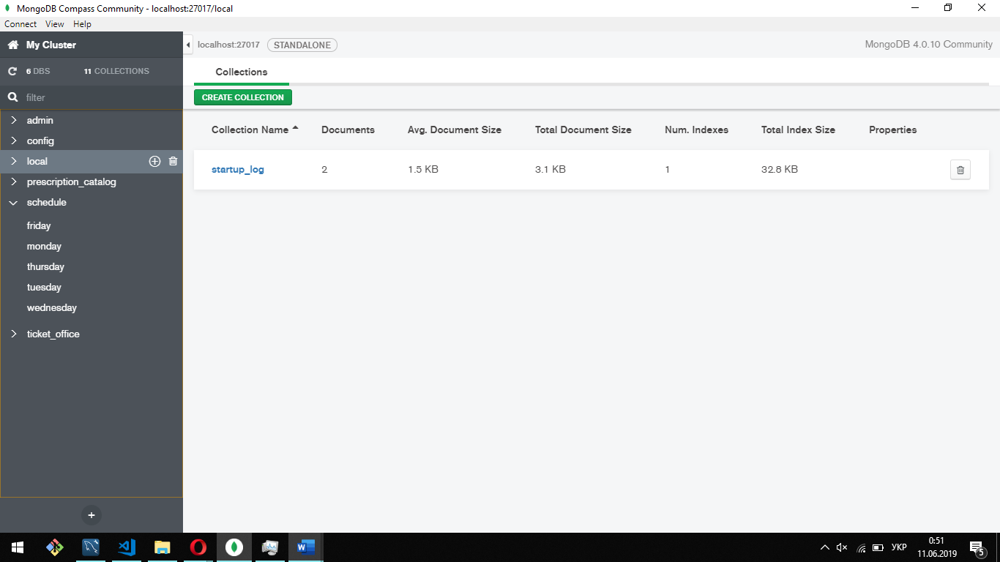 MongoDB Compass Community - localhost:27017/local
Connect View Help
My Cluster
localhost:27017 STANDALONE
MongoDB 4.0.10 Community
6 DBS 11 COLLECTIONS
Collections
filter
CREATE COLLECTION
admin
config
local
prescription_catalog
schedule
friday
monday
thursday
tuesday
wednesday
ticket_office
Collection Name Documents Avg. Document Size Total Document Size Num. Indexes Total Index Size Properties
startup_log 2 1.5 KB 3.1 KB 1 32.8 KB
УКР
0:51
11.06.2019
5